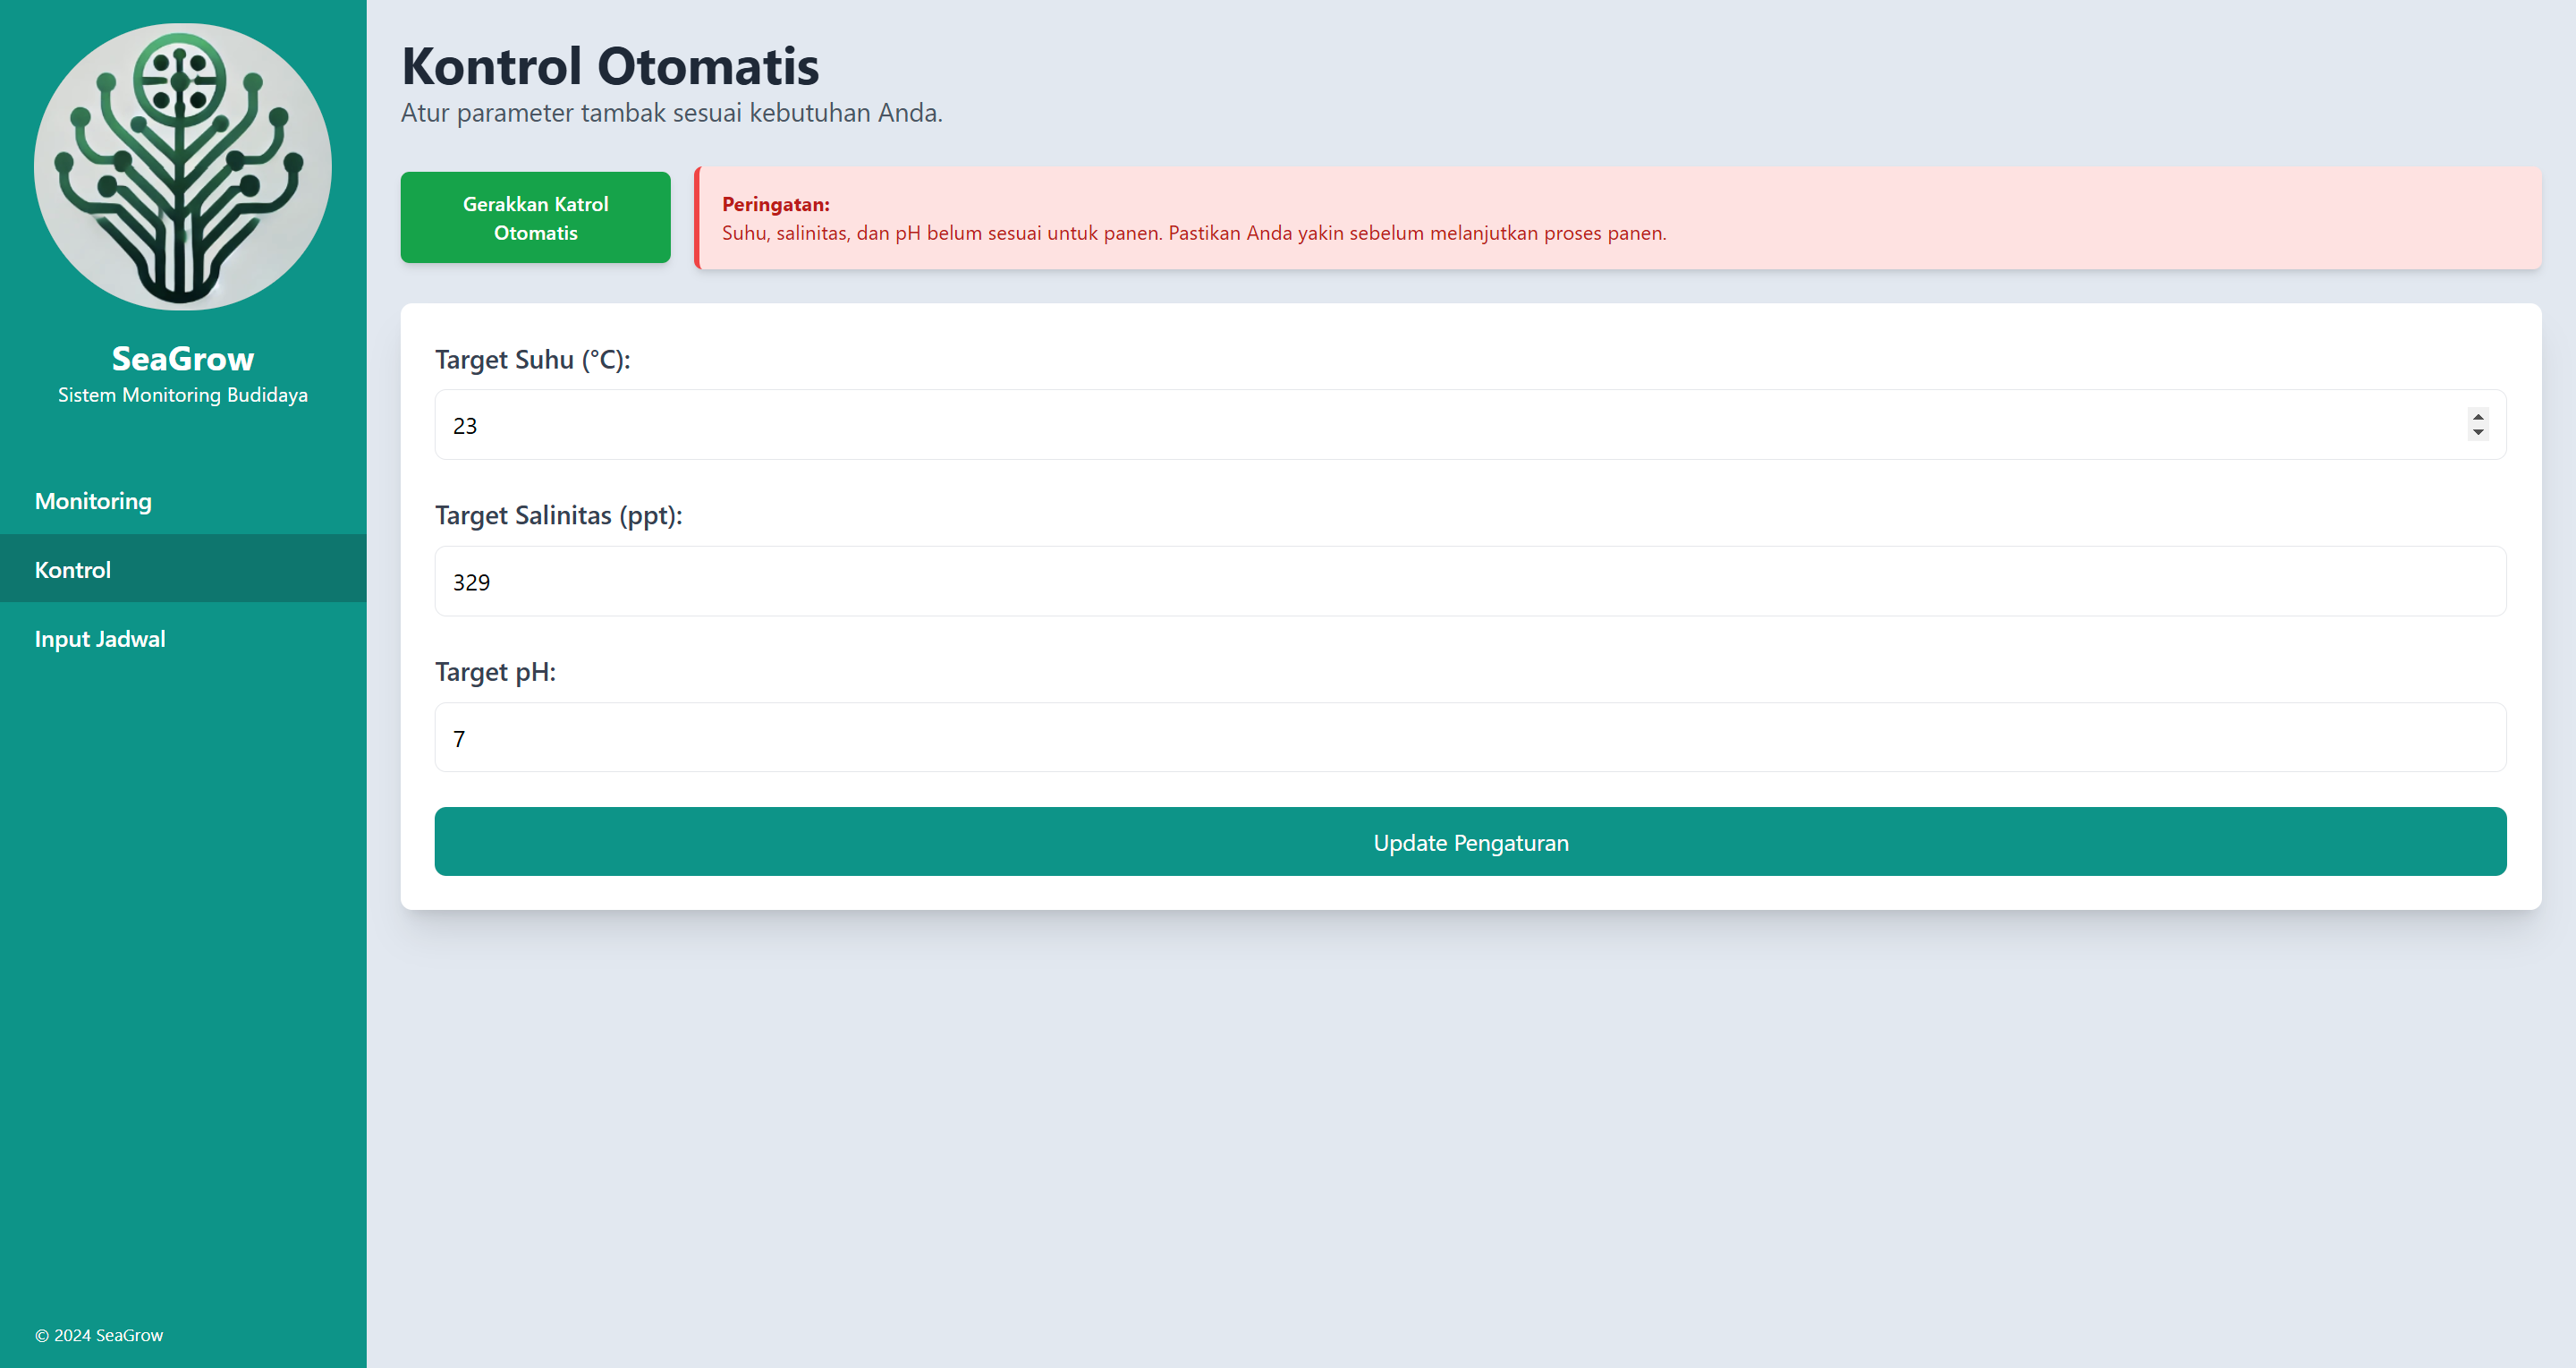 SeaGrow
Sistem Monitoring Budidaya
Monitoring
Kontrol
Input Jadwal
© 2024 SeaGrow
Kontrol Otomatis
Atur parameter tambak sesuai kebutuhan Anda.
Gerakkan Katrol
Otomatis
Peringatan:
Suhu, salinitas, dan pH belum sesuai untuk panen. Pastikan Anda yakin sebelum melanjutkan proses panen.
Target Suhu (°C):
23
Target Salinitas (ppt):
329
Target pH:
7
Update Pengaturan